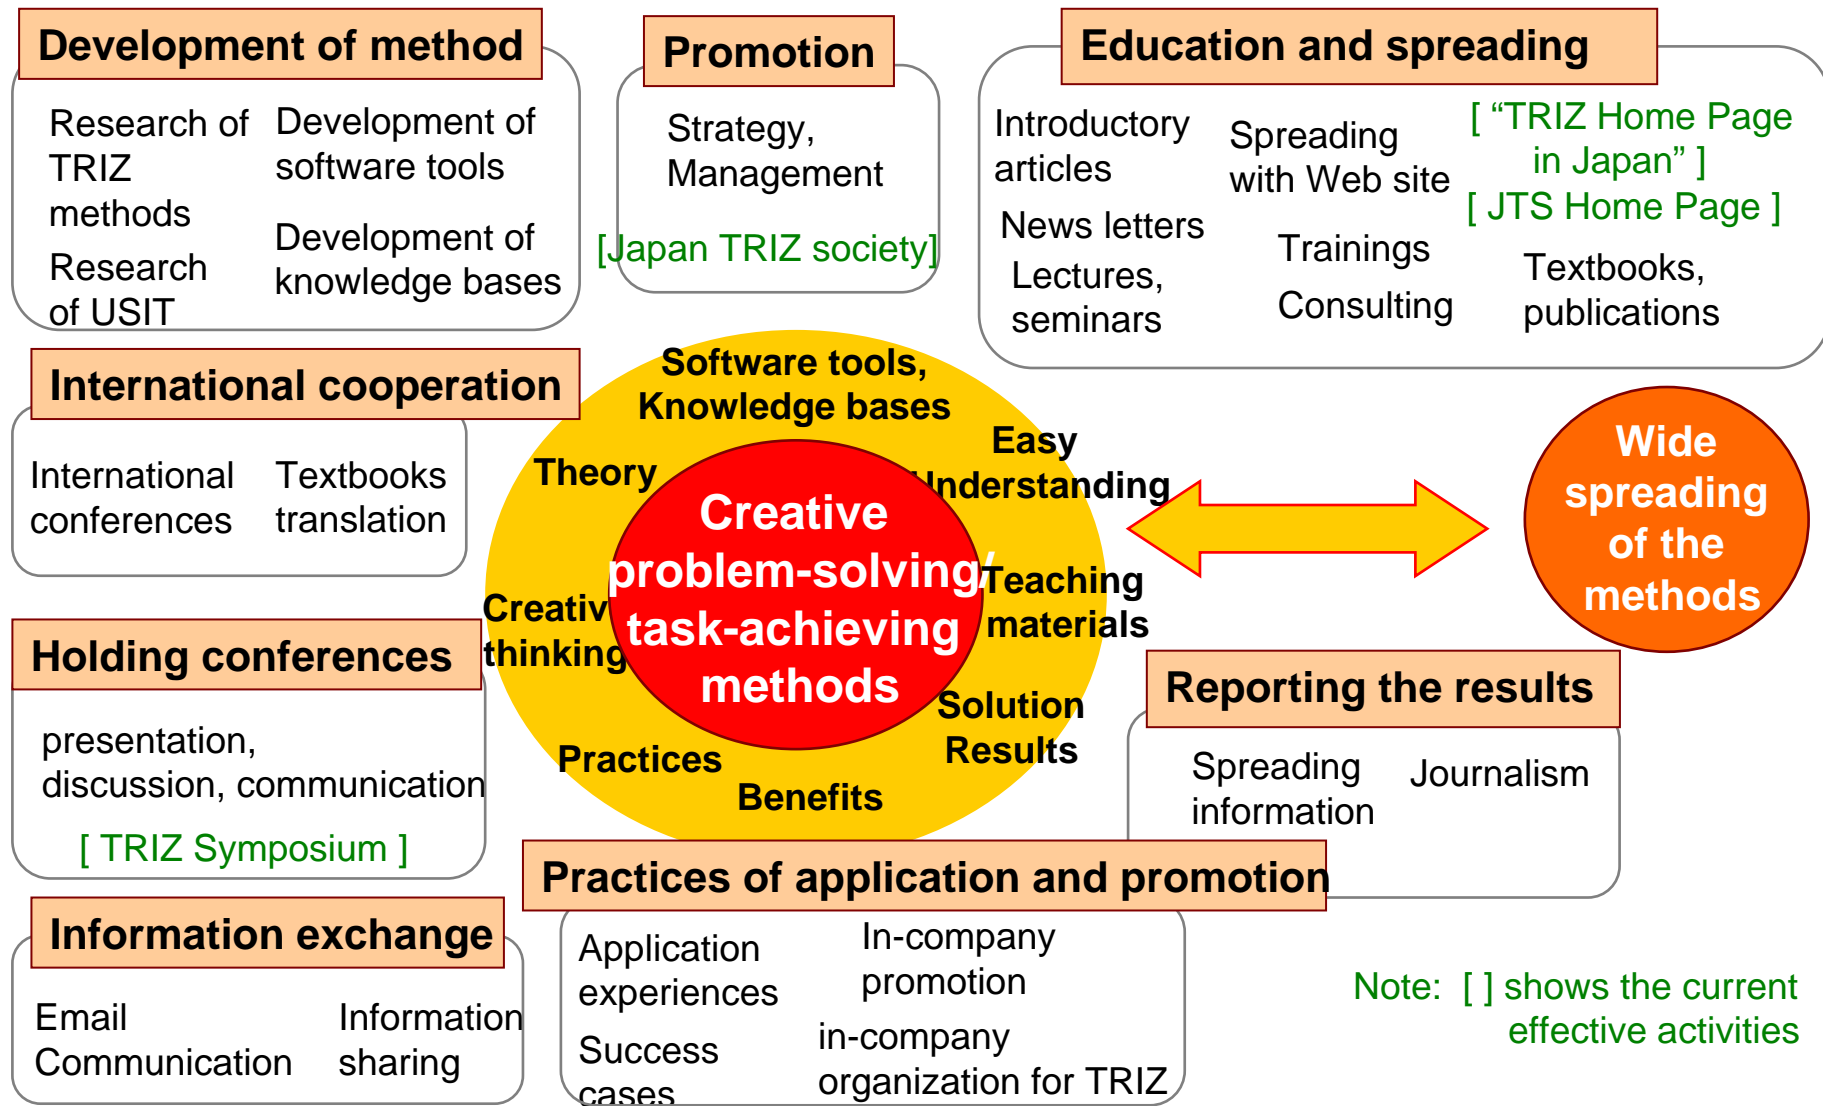 Development of method
Research of
TRIZ
methods
Research
of USIT
Development of
software tools
Development of
knowledge bases
Promotion
Strategy,
Management
[Japan TRIZ society]
Education and spreading
Introductory
articles
News letters
Lectures,
seminars
Spreading
with Web site
Trainings
Consulting
[ “TRIZ Home Page
in Japan” ]
[ JTS Home Page ]
Textbooks,
publications
International cooperation
International
conferences
Textbooks
translation
Software tools,
Knowledge bases
Theory
Easy
Understanding
Creative
problem-solving/
task-achieving
methods
Creativ
thinking
Teaching
materials
Solution
Results
Practices
Benefits
Wide
spreading
of the
methods
Holding conferences
presentation,
discussion, communication
[ TRIZ Symposium ]
Reporting the results
Spreading
information
Journalism
Information exchange
Email
Communication
Information
sharing
Practices of application and promotion
Application
experiences
Success
cases
In-company
promotion
in-company
organization for TRIZ
Note: [ ] shows the current
effective activities